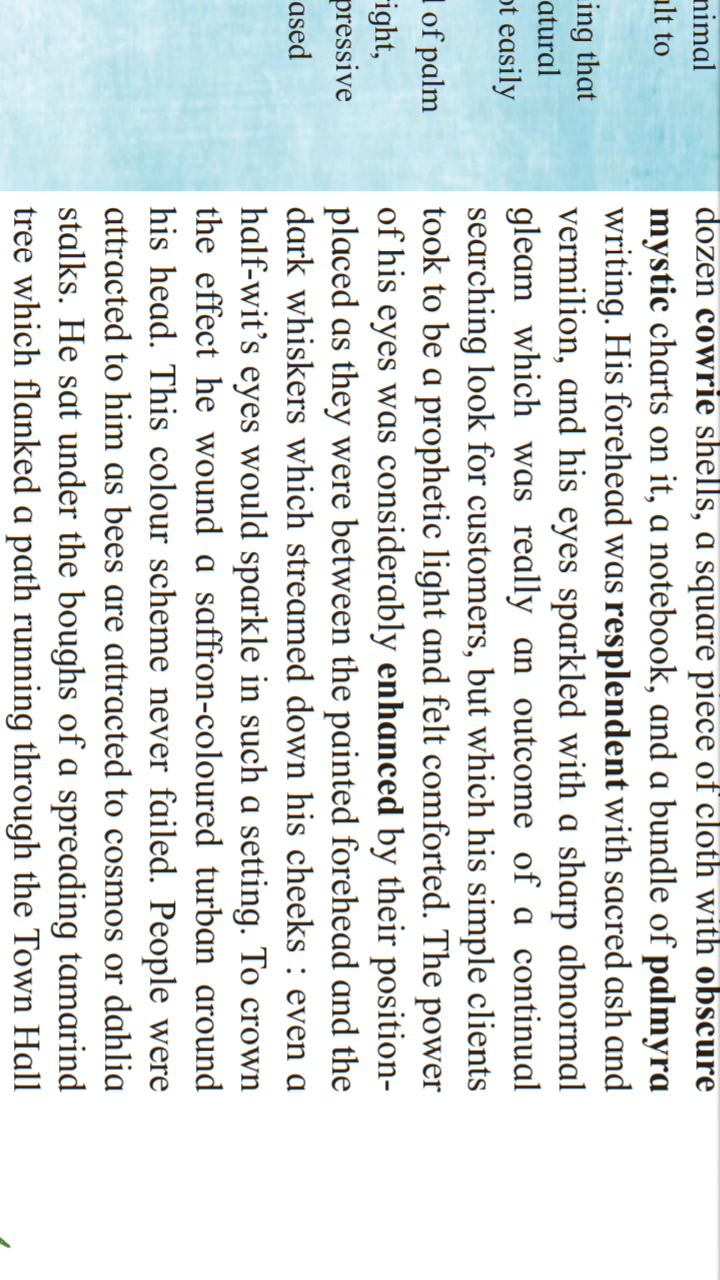 nimal
ult to
ing that
atural
ot easily
l of palm
ight,
pressive
ased
dozen cowrie shells, a square piece of cloth with obscure
mystic charts on it, a notebook, and a bundle of palmyra
writing. His forehead was resplendent with sacred ash and
vermilion, and his eyes sparkled with a sharp abnormal
gleam which was really an outcome of a continual
searching look for customers, but which his simple clients
took to be a prophetic light and felt comforted. The power
of his eyes was considerably enhanced by their position-
placed as they were between the painted forehead and the
dark whiskers which streamed down his cheeks : even a
half-wit’s eyes would sparkle in such a setting. To crown
the effect he wound a saffron-coloured turban around
his head. This colour scheme never failed. People were
attracted to him as bees are attracted to cosmos or dahlia
stalks. He sat under the boughs of a spreading tamarind
tree which flanked a path running through the Town Hall